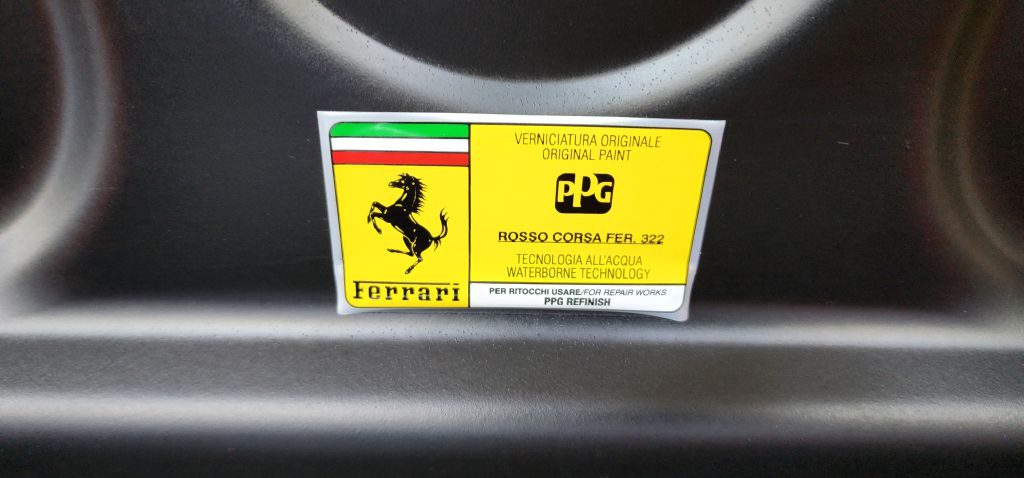 Ferrari
VERNICIATURA ORIGINALE
ORIGINAL PAINT
PPG
ROSSO CORSA FER. 322
TECNOLOGIA ALL'ACQUA
WATERBORNE TECHNOLOGY
PER RITOCCHI USARE/FOR REPAIR WORKS
PPG REFINISH